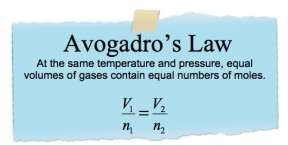 Avogadro's Law
At the same temperature and pressure, equal
volumes of gases contain equal numbers of moles.
V₁/n₁ = V₂/n₂